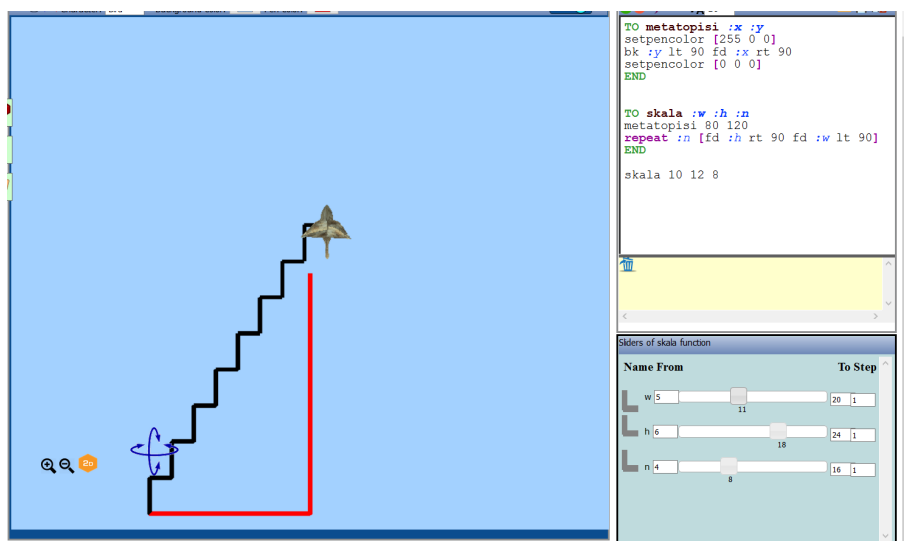 TO metatopisi :x :y
setpencolor [255 0 0]
bk :y lt 90 fd :x rt 90
setpencolor [0 0 0]
END
TO skala :w :h :n
metatopisi 80 120
repeat :n [fd :h rt 90 fd :w lt 90]
END
skala 10 12 8
Sliders of skala function
Name From To Step
w 5 20 1
11
h 6 24 1
18
n 4 16 1
8
2D